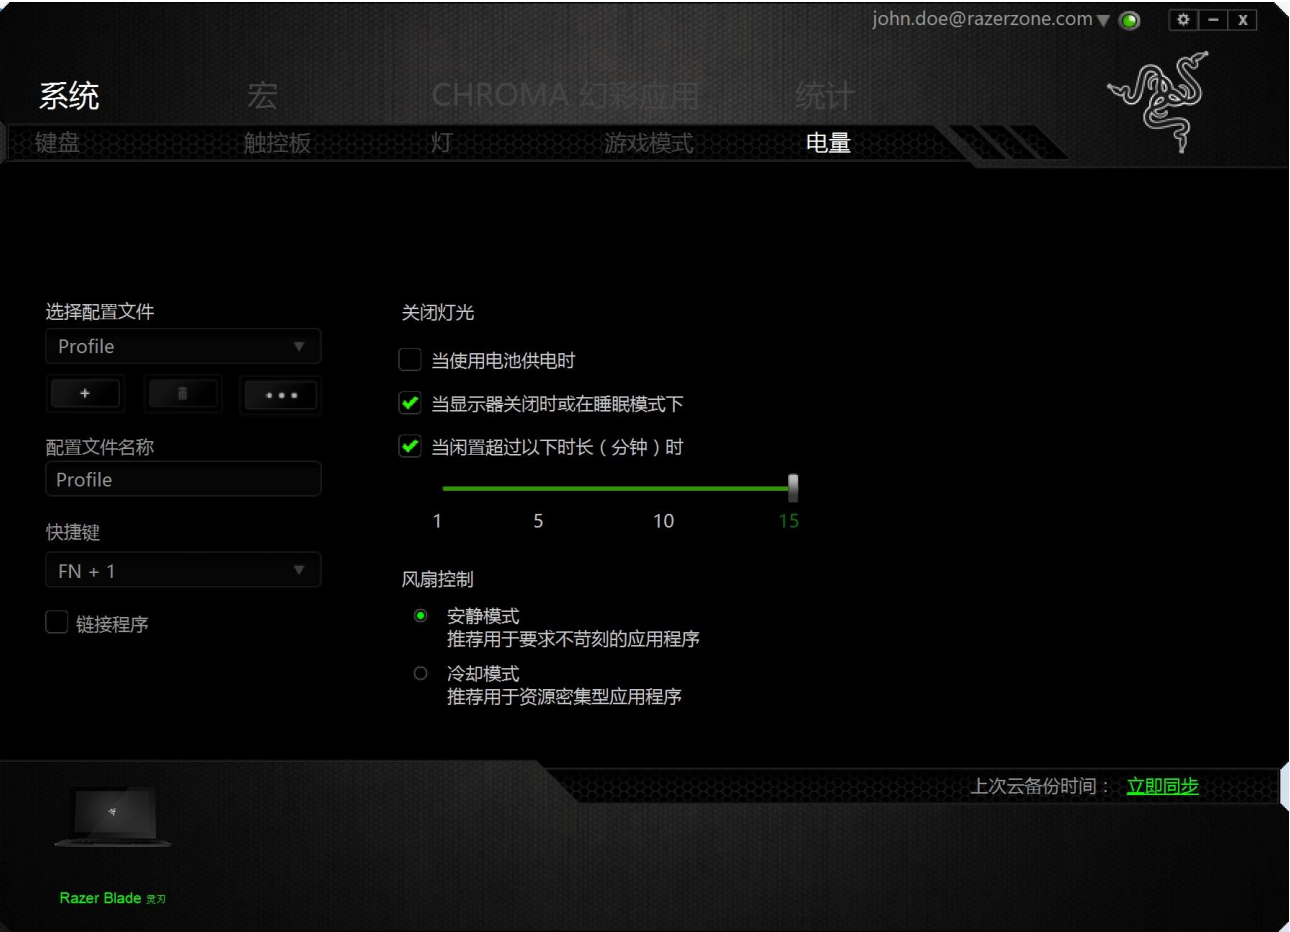 john.doe@razerzone.com
系统 宏 CHROMA 幻彩应用 统计
键盘 触控板 灯 游戏模式 电量
选择配置文件
Profile
配置文件名称
Profile
快捷键
FN + 1
链接程序
关闭灯光
当使用电池供电时
当显示器关闭时或在睡眠模式下
当闲置超过以下时长（分钟）时
1 5 10 15
风扇控制
安静模式
推荐用于要求不苛刻的应用程序
冷却模式
推荐用于资源密集型应用程序
上次云备份时间： 立即同步
Razer Blade 灵刃